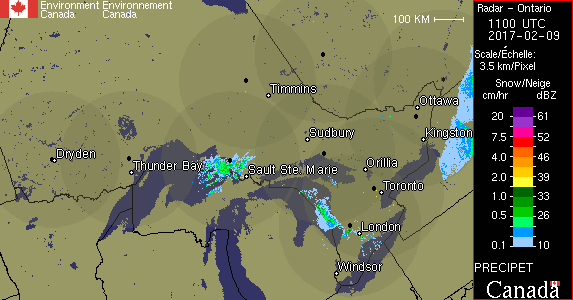 Environment Environnement
Canada Canada
100 KM
Timmins
Ottawa
Sudbury
Kingston
Dryden
Thunder Bay
Sault Ste. Marie
Orillia
Toronto
London
Windsor
Radar - Ontario
1100 UTC
2017-02-09
Scale/Échelle:
3.5 km/Pixel
Snow/Neige
cm/hr dBZ
20 61
7.5 52
4.0 46
2.0 39
1.0 33
0.5 26
0.1 10
PRECIPET
Canada